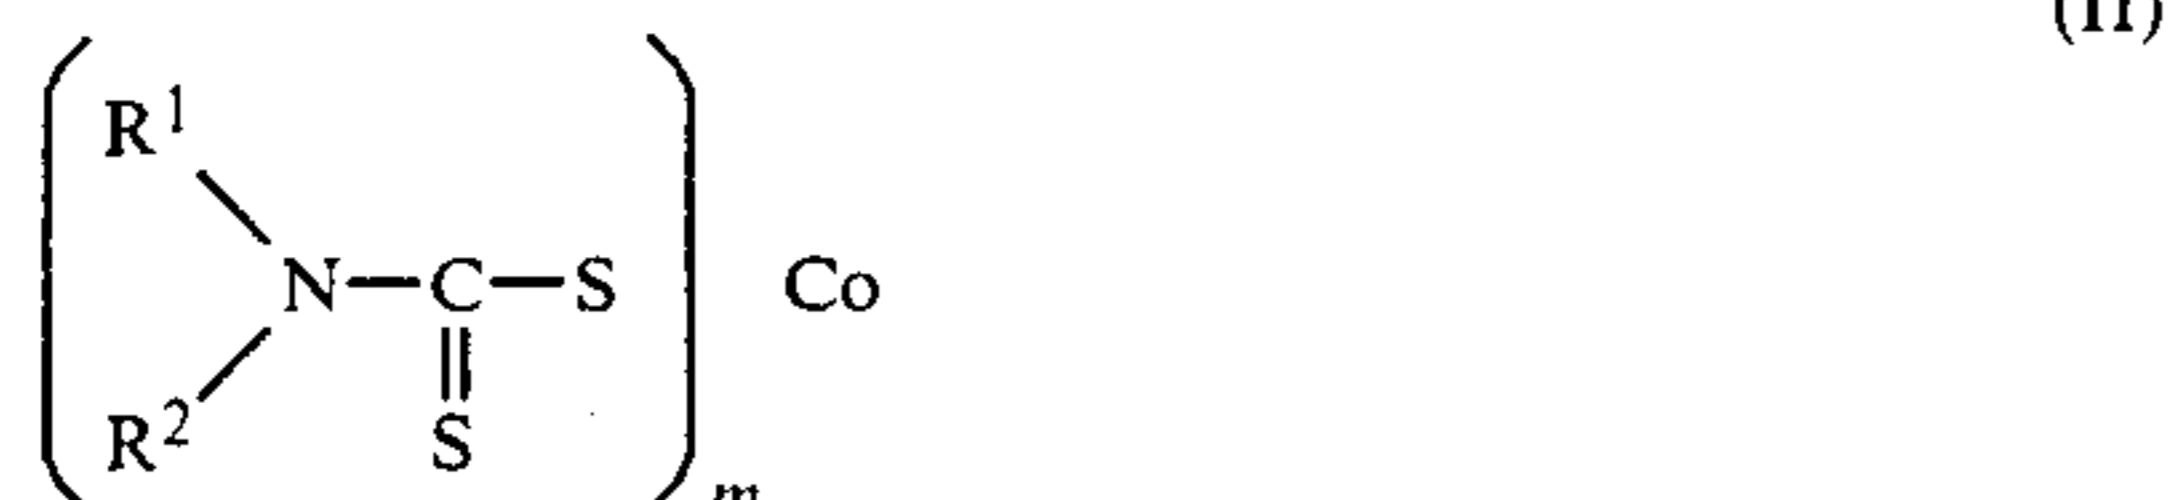 (II)
R1
N—C—S Co
R2 S
m